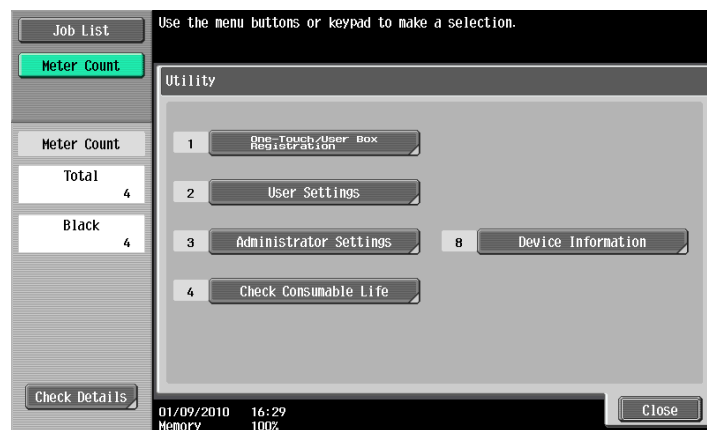 Job List
Meter Count
Use the menu buttons or keypad to make a selection.
Utility
Meter Count
Total
4
Black
4
1 One-Touch/User Box
Registration
2 User Settings
3 Administrator Settings
8 Device Information
4 Check Consumable Life
Check Details
01/09/2010 16:29
Memory 100%
Close